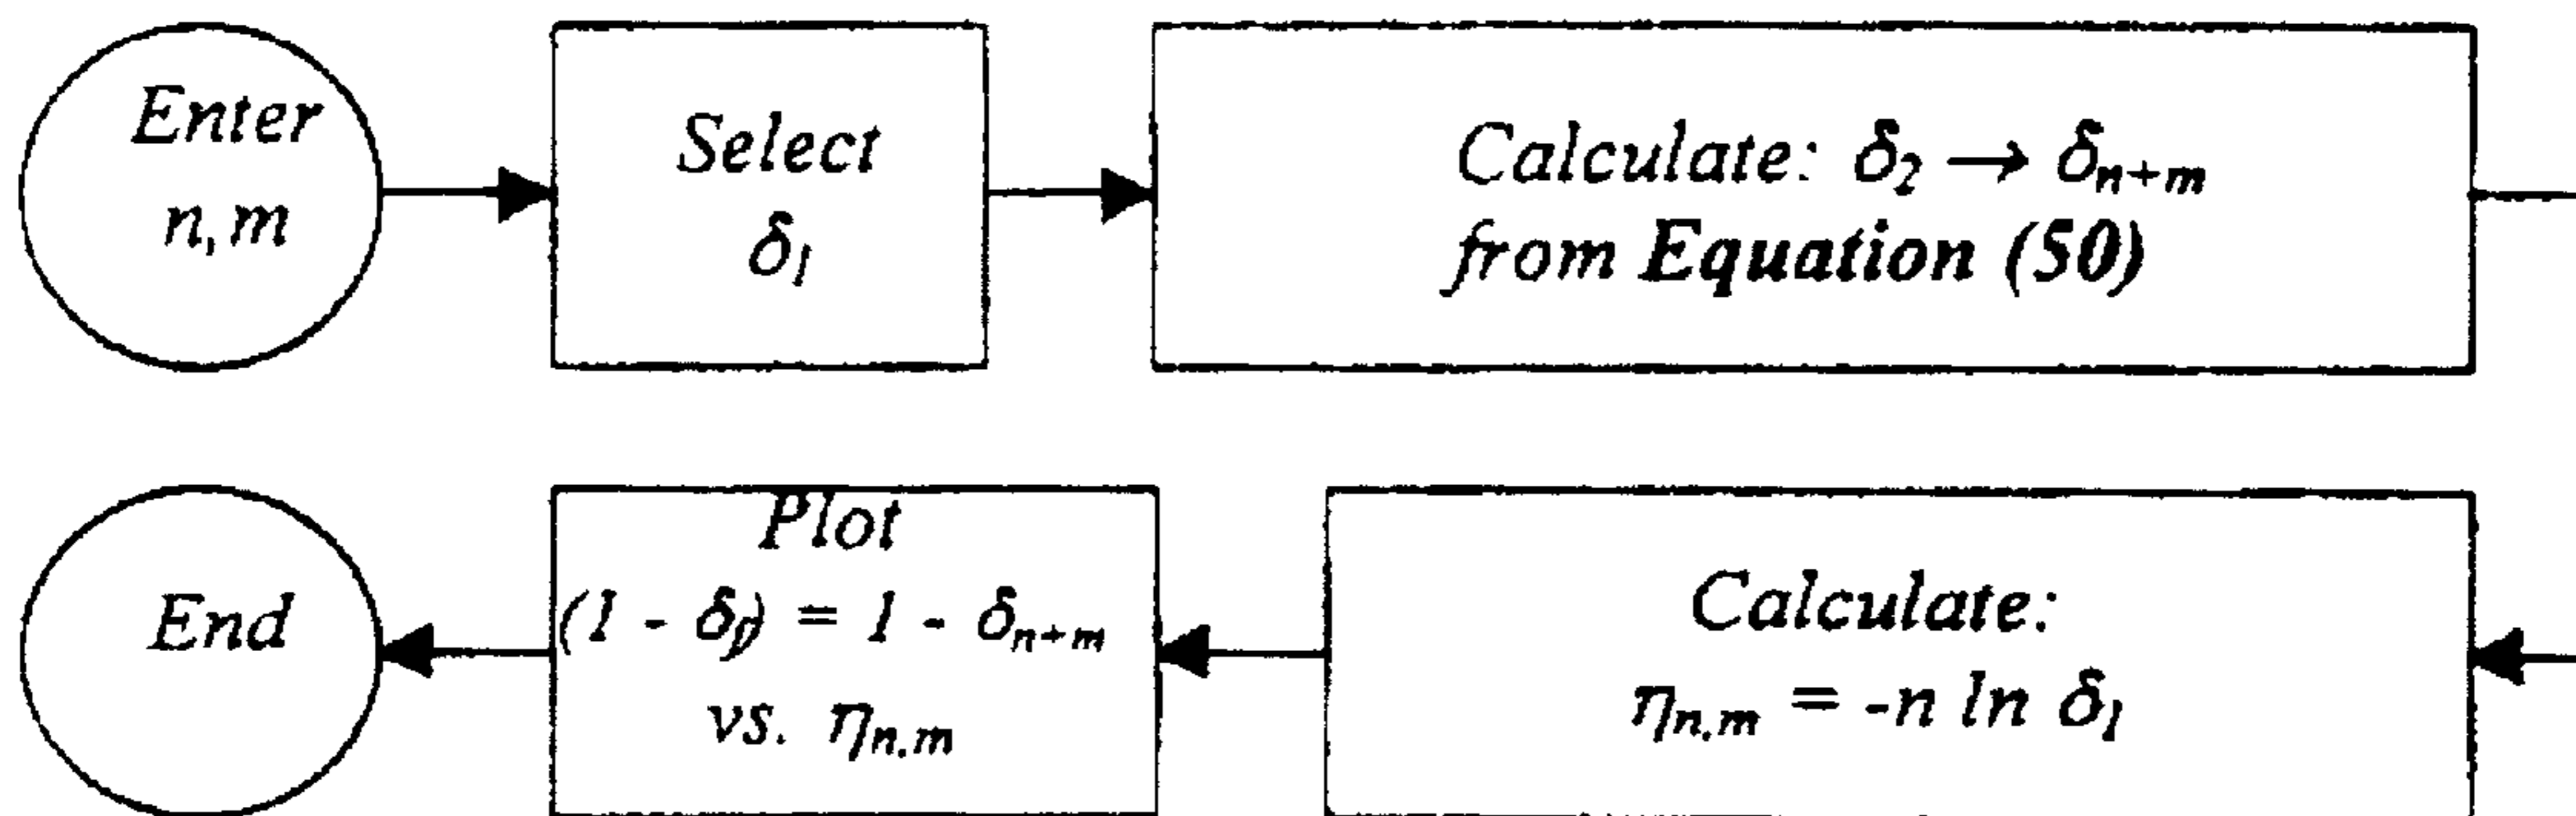 Enter
n, m
Select
δ₁
Calculate: δ₂ → δₙ₊ₘ
from Equation (50)
Plot
(1 - δf) = 1 - δₙ₊ₘ
vs. ηₙ,ₘ
Calculate:
ηₙ,ₘ = -n ln δ₁
End